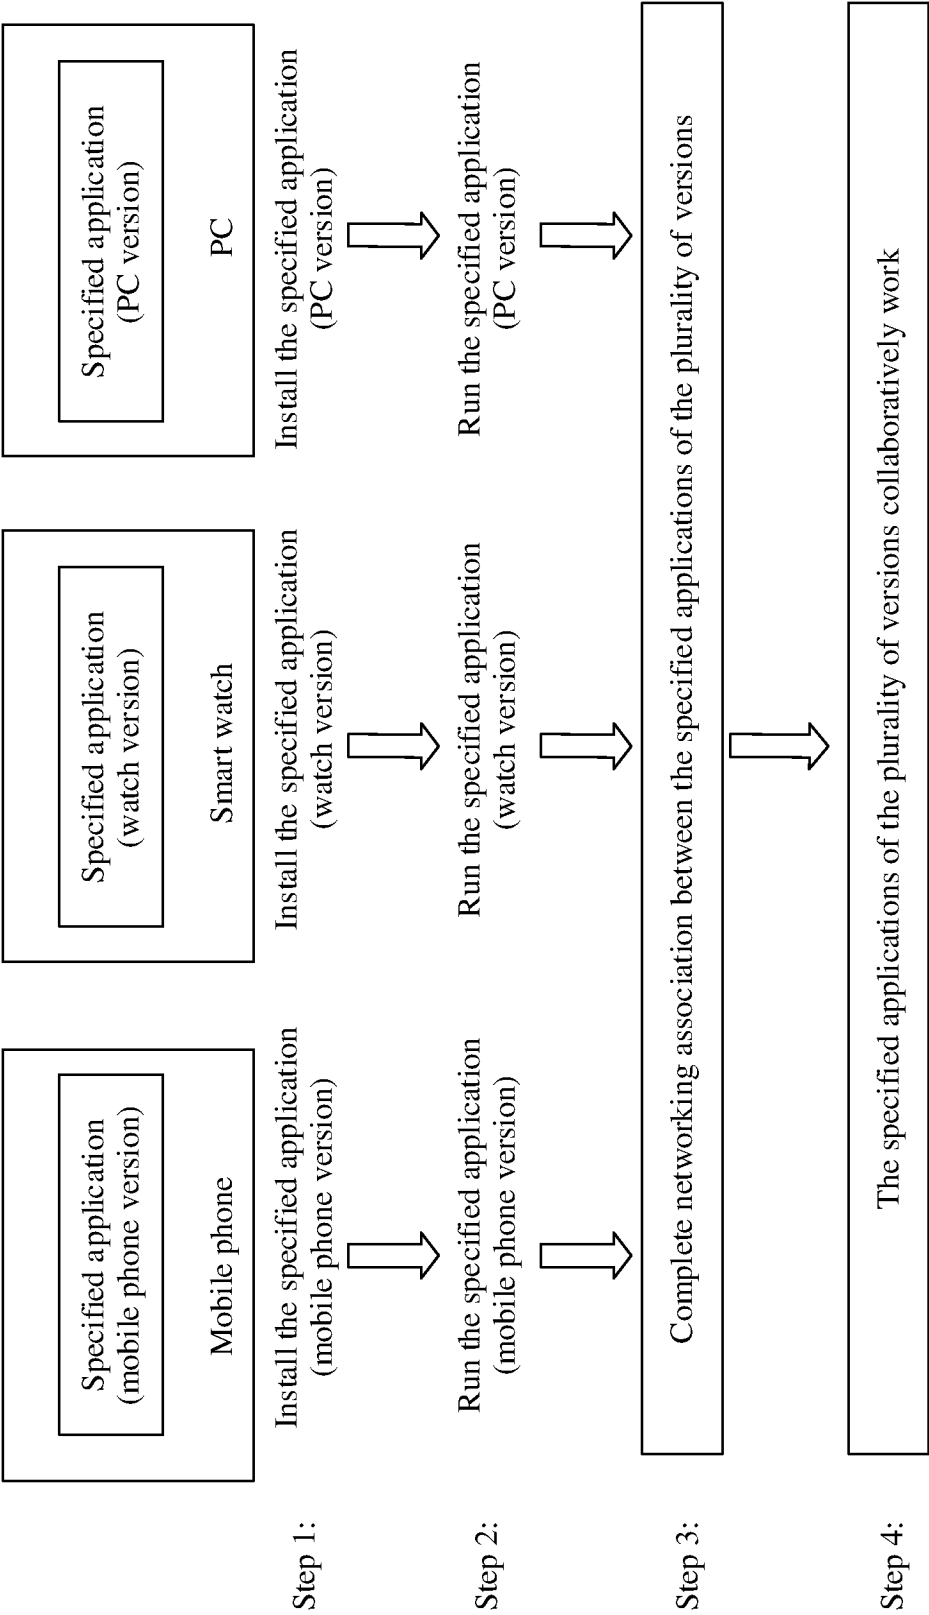 Specified application
(mobile phone version)
Mobile phone
Specified application
(watch version)
Smart watch
Specified application
(PC version)
PC
Step 1:
Install the specified application
(mobile phone version)
Install the specified application
(watch version)
Install the specified application
(PC version)
Step 2:
Run the specified application
(mobile phone version)
Run the specified application
(watch version)
Run the specified application
(PC version)
Step 3:
Complete networking association between the specified applications of the plurality of versions
Step 4:
The specified applications of the plurality of versions collaboratively work